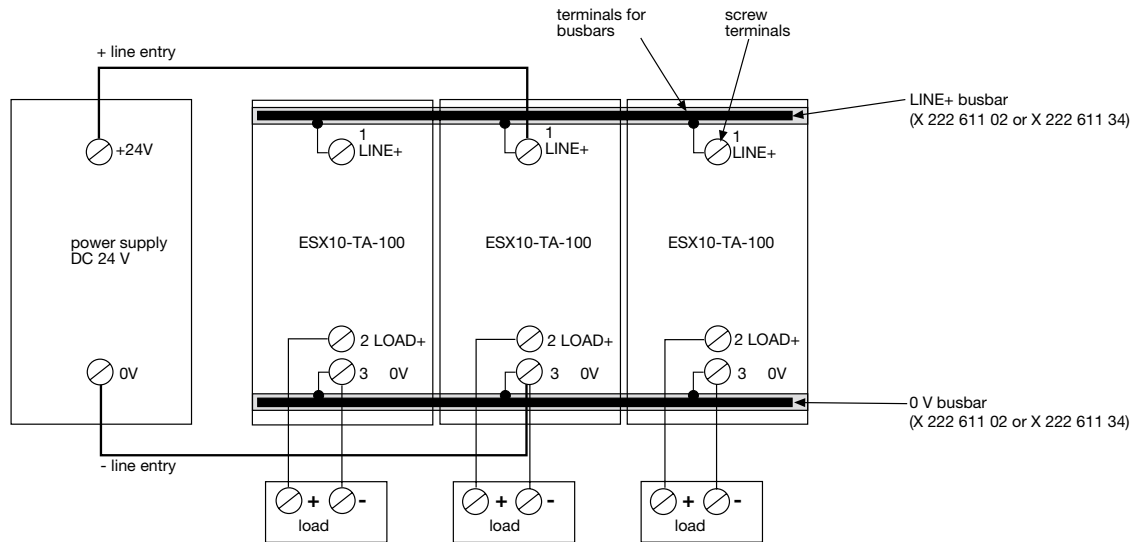 terminals for
busbars
screw
terminals
+ line entry
LINE+ busbar
(X 222 611 02 or X 222 611 34)
+24V
1
LINE+
1
LINE+
1
LINE+
power supply
DC 24 V
ESX10-TA-100
ESX10-TA-100
ESX10-TA-100
2 LOAD+
2 LOAD+
2 LOAD+
0V
3 0V
3 0V
3 0V
0 V busbar
(X 222 611 02 or X 222 611 34)
- line entry
+ -
load
+ -
load
+ -
load